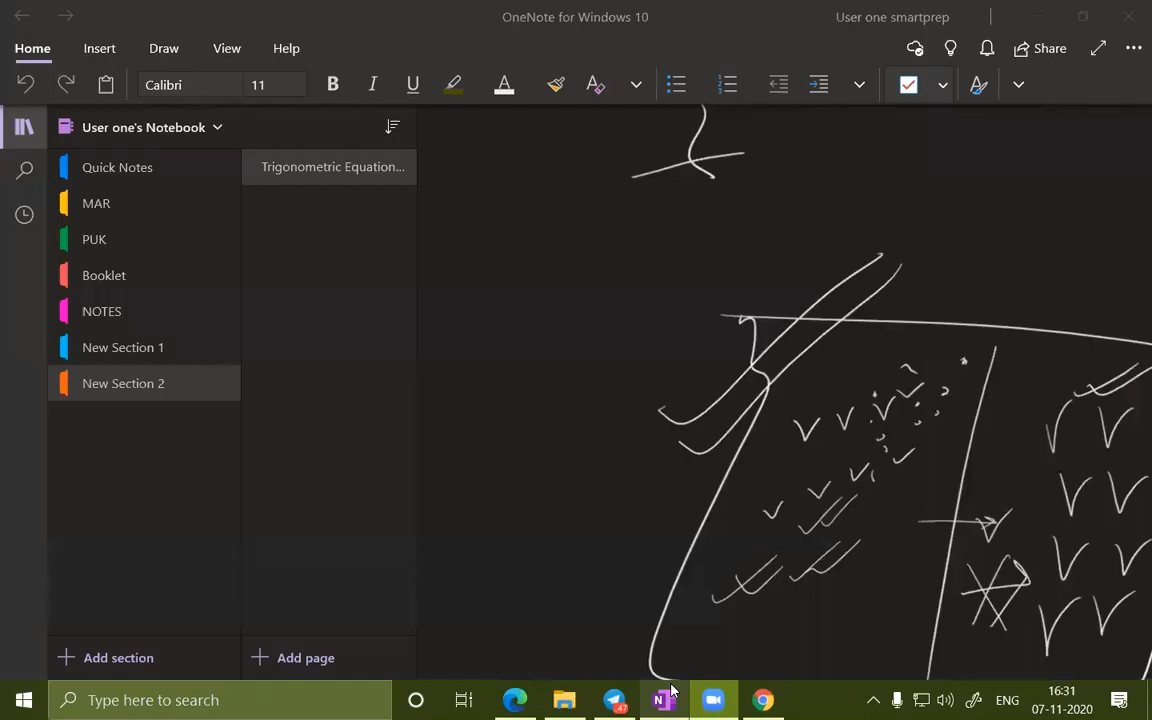 OneNote for Windows 10
User one smartprep
Home Insert Draw View Help
Share
Calibri 11 B I U A A
User one's Notebook
Quick Notes
Trigonometric Equation...
MAR
PUK
Booklet
NOTES
New Section 1
New Section 2
Add section
Add page
Type here to search
47
N
ENG
16:31
07-11-2020